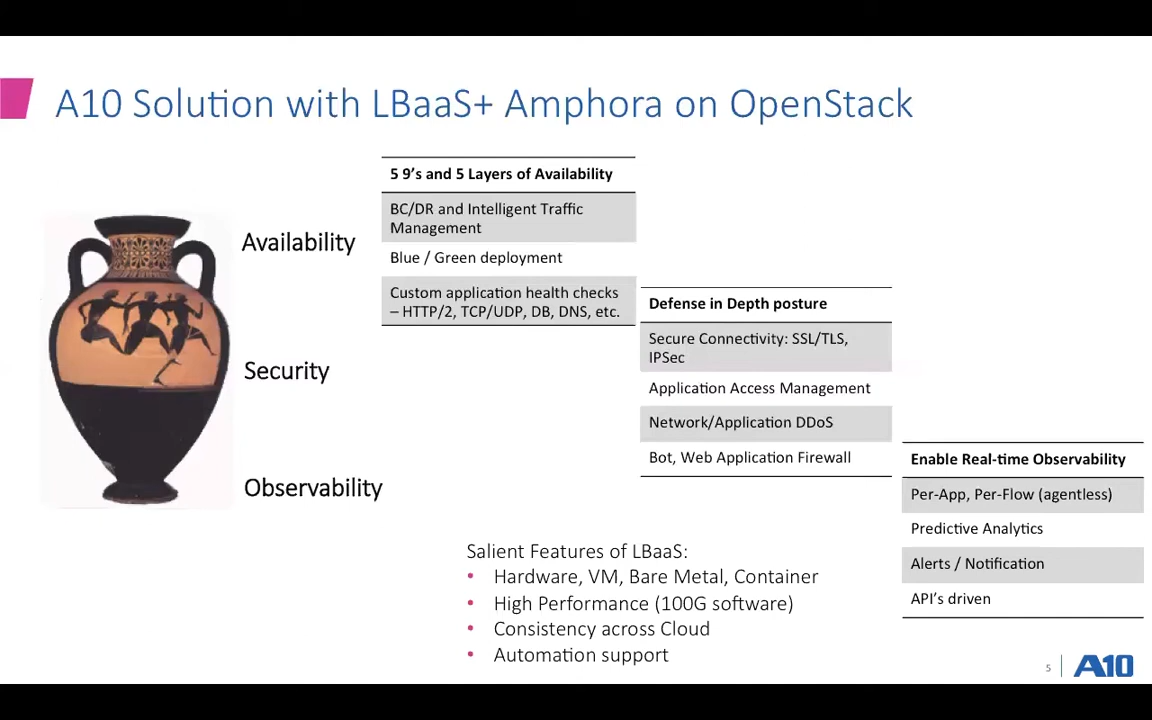 A10 Solution with LBaaS+ Amphora on OpenStack
Availability
5 9’s and 5 Layers of Availability
BC/DR and Intelligent Traffic
Management
Blue / Green deployment
Custom application health checks
– HTTP/2, TCP/UDP, DB, DNS, etc.
Security
Defense in Depth posture
Secure Connectivity: SSL/TLS,
IPSec
Application Access Management
Network/Application DDoS
Bot, Web Application Firewall
Observability
Enable Real-time Observability
Per-App, Per-Flow (agentless)
Predictive Analytics
Alerts / Notification
API’s driven
Salient Features of LBaaS:
• Hardware, VM, Bare Metal, Container
• High Performance (100G software)
• Consistency across Cloud
• Automation support
5
A10